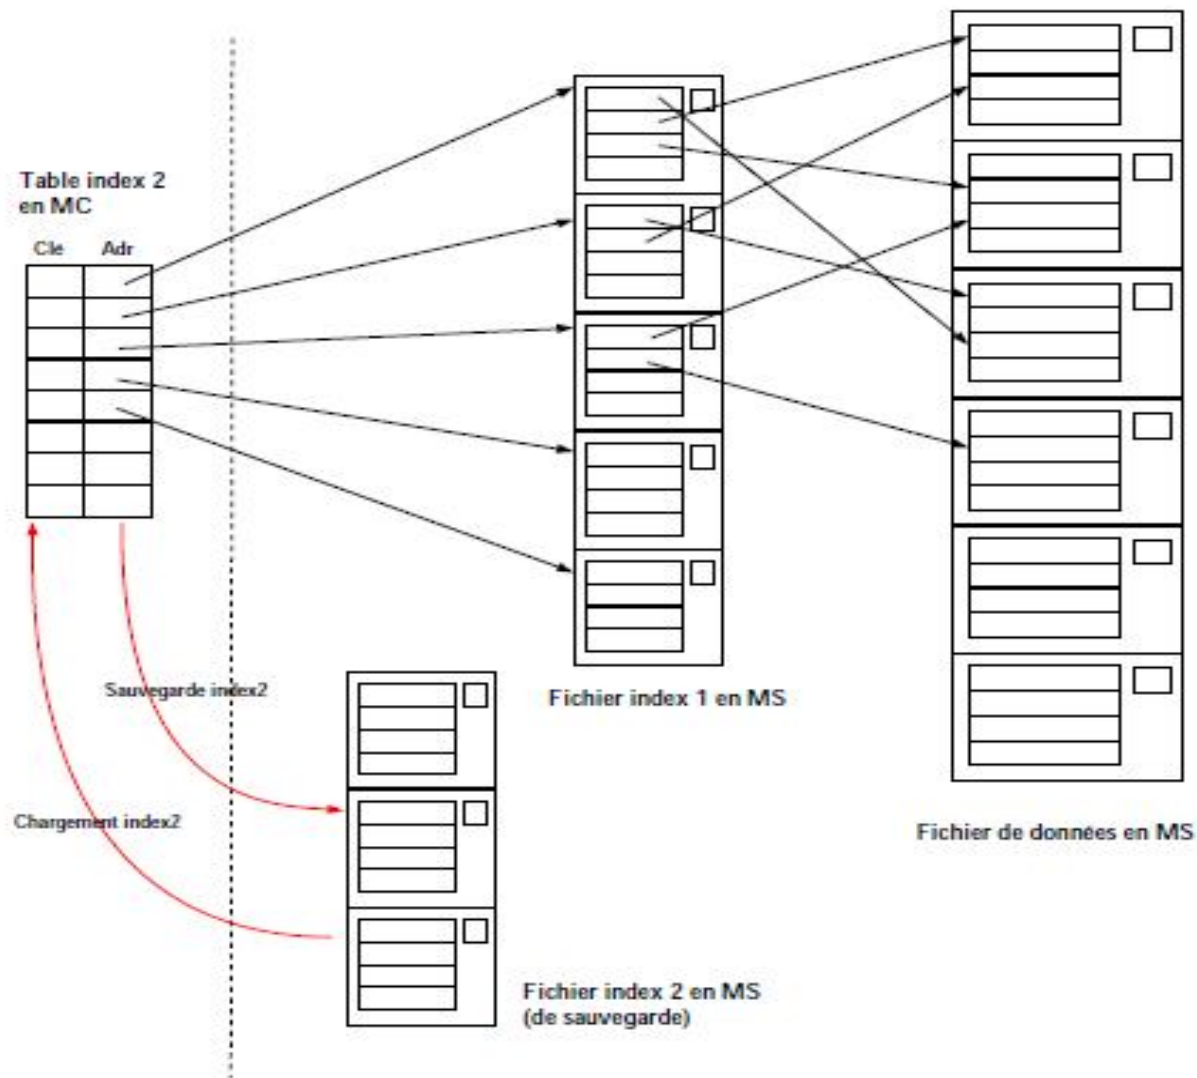 Table index 2
en MC
Cle Adr
Sauvegarde index2
Fichier index 1 en MS
Chargement index2
Fichier de données en MS
Fichier index 2 en MS
(de sauvegarde)